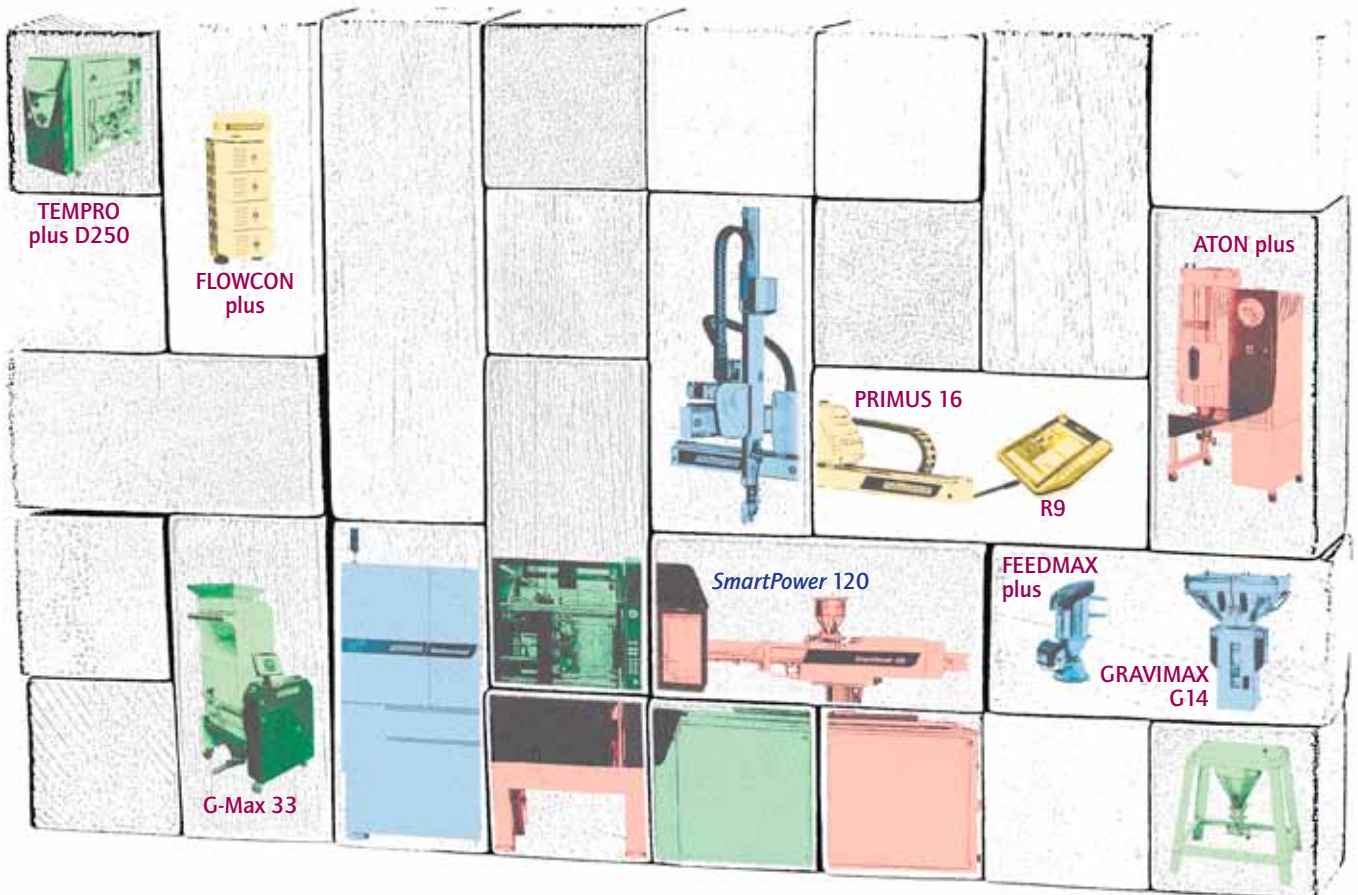 TEMPRO
plus D250
FLOWCON
plus
ATON plus
PRIMUS 16
R9
SmartPower 120
FEEDMAX
plus
GRAVIMAX
G14
G-Max 33